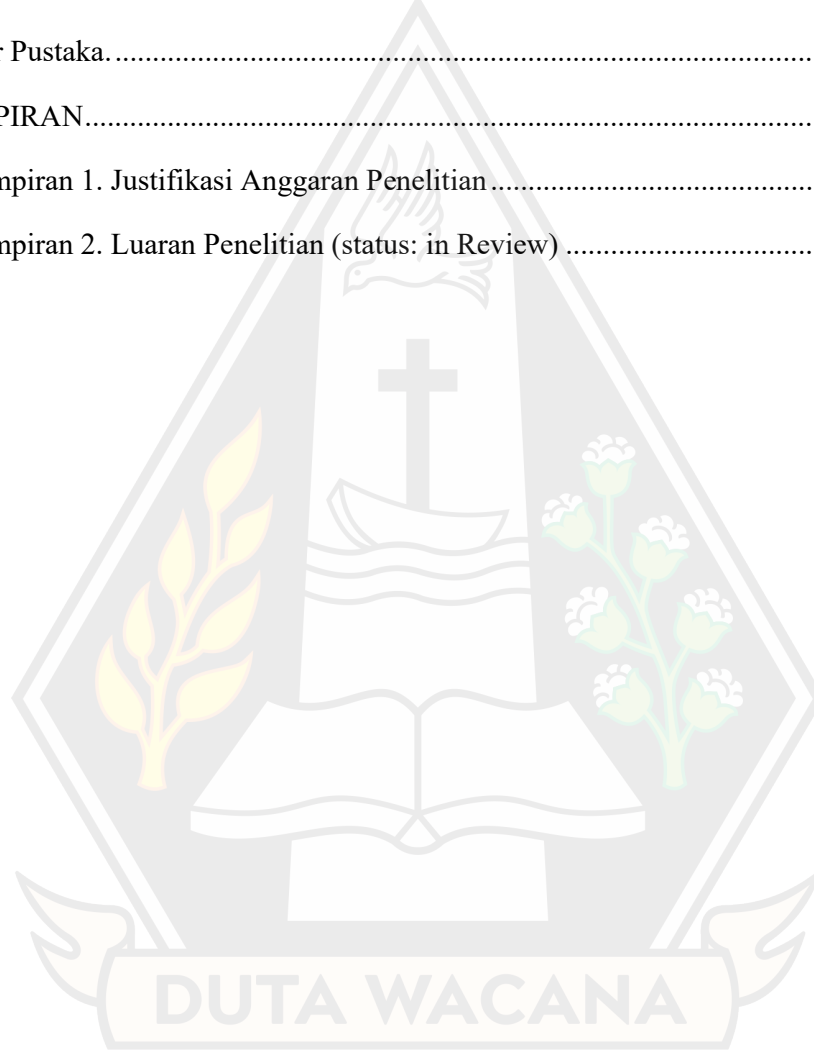 r Pustaka.....................................................................................................
PIRAN.........................................................................................................
mpiran 1. Justifikasi Anggaran Penelitian.............................................
mpiran 2. Luaran Penelitian (status: in Review) ..................................
DUTA WACANA